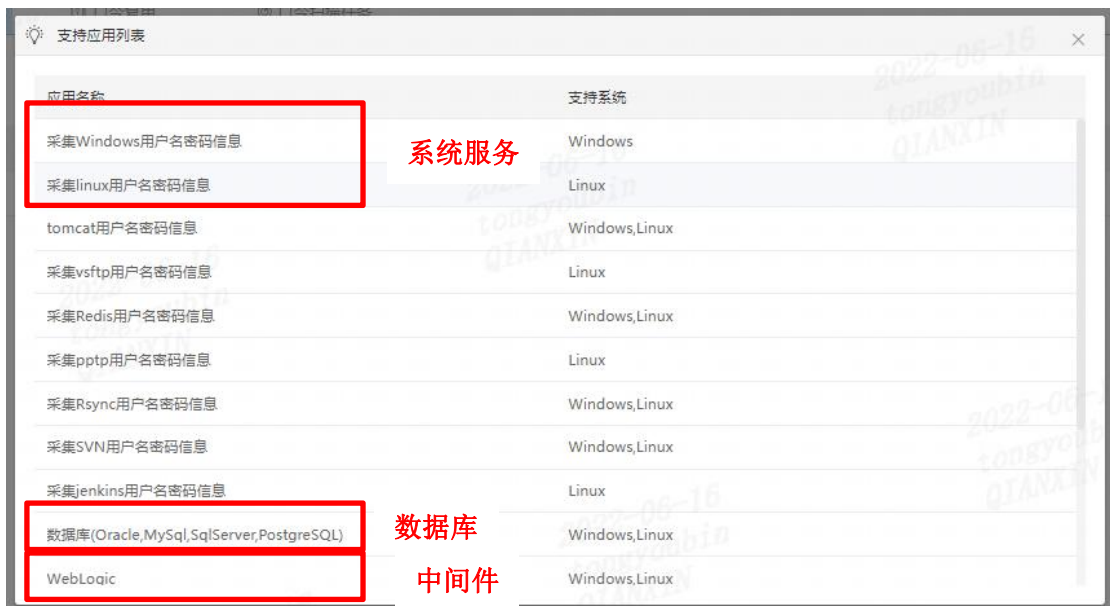 支持应用列表
应用名称 支持系统
采集Windows用户名密码信息 Windows
系统服务
采集linux用户名密码信息 Linux
tomcat用户名密码信息 Windows,Linux
采集vsftp用户名密码信息 Linux
采集Redis用户名密码信息 Windows,Linux
采集pptp用户名密码信息 Linux
采集Rsync用户名密码信息 Windows,Linux
采集SVN用户名密码信息 Windows,Linux
采集jenkins用户名密码信息 Linux
数据库(Oracle,MySql,SqlServer,PostgreSQL) 数据库 Windows,Linux
WebLogic 中间件 Windows,Linux
2022-06-16
tongyoubin
QIANXIN